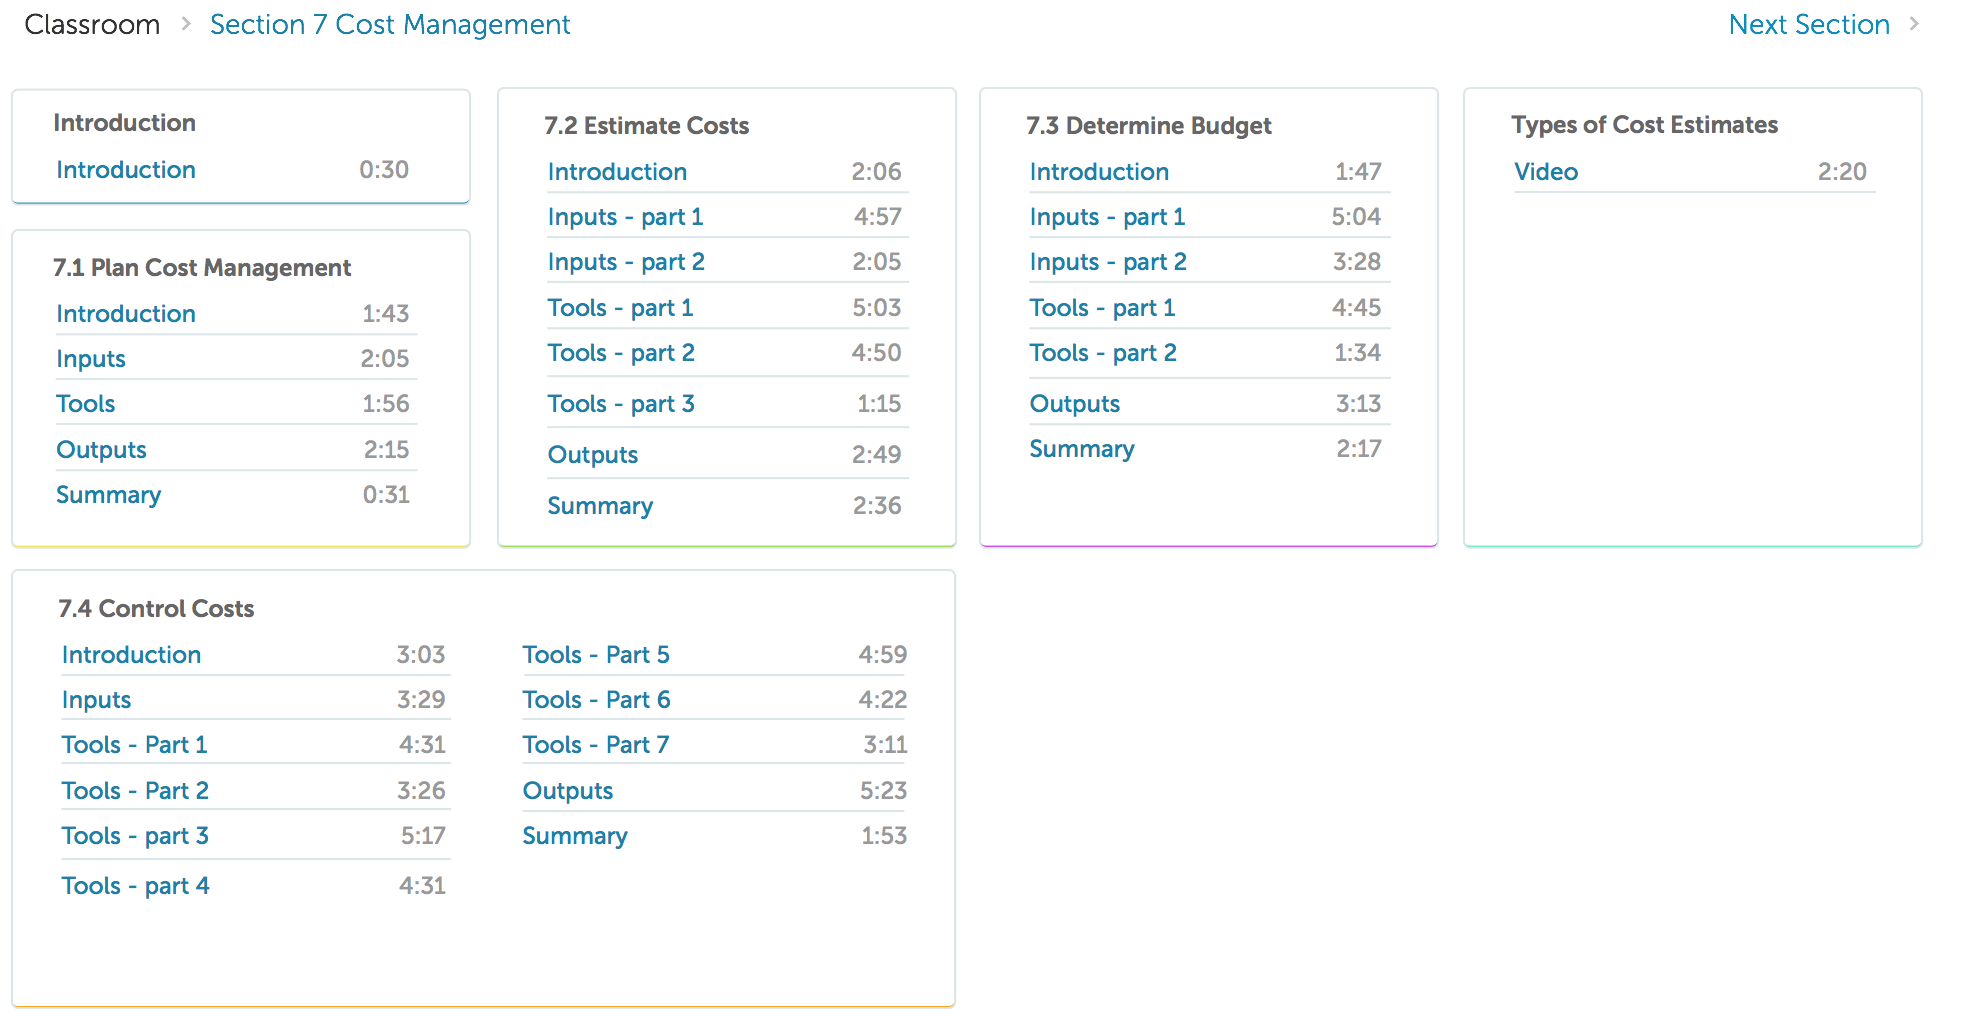 Classroom > Section 7 Cost Management
Next Section >
Introduction
Introduction 0:30
7.1 Plan Cost Management
Introduction 1:43
Inputs 2:05
Tools 1:56
Outputs 2:15
Summary 0:31
7.2 Estimate Costs
Introduction 2:06
Inputs - part 1 4:57
Inputs - part 2 2:05
Tools - part 1 5:03
Tools - part 2 4:50
Tools - part 3 1:15
Outputs 2:49
Summary 2:36
7.3 Determine Budget
Introduction 1:47
Inputs - part 1 5:04
Inputs - part 2 3:28
Tools - part 1 4:45
Tools - part 2 1:34
Outputs 3:13
Summary 2:17
Types of Cost Estimates
Video 2:20
7.4 Control Costs
Introduction 3:03
Inputs 3:29
Tools - Part 1 4:31
Tools - Part 2 3:26
Tools - part 3 5:17
Tools - part 4 4:31
Tools - Part 5 4:59
Tools - Part 6 4:22
Tools - Part 7 3:11
Outputs 5:23
Summary 1:53